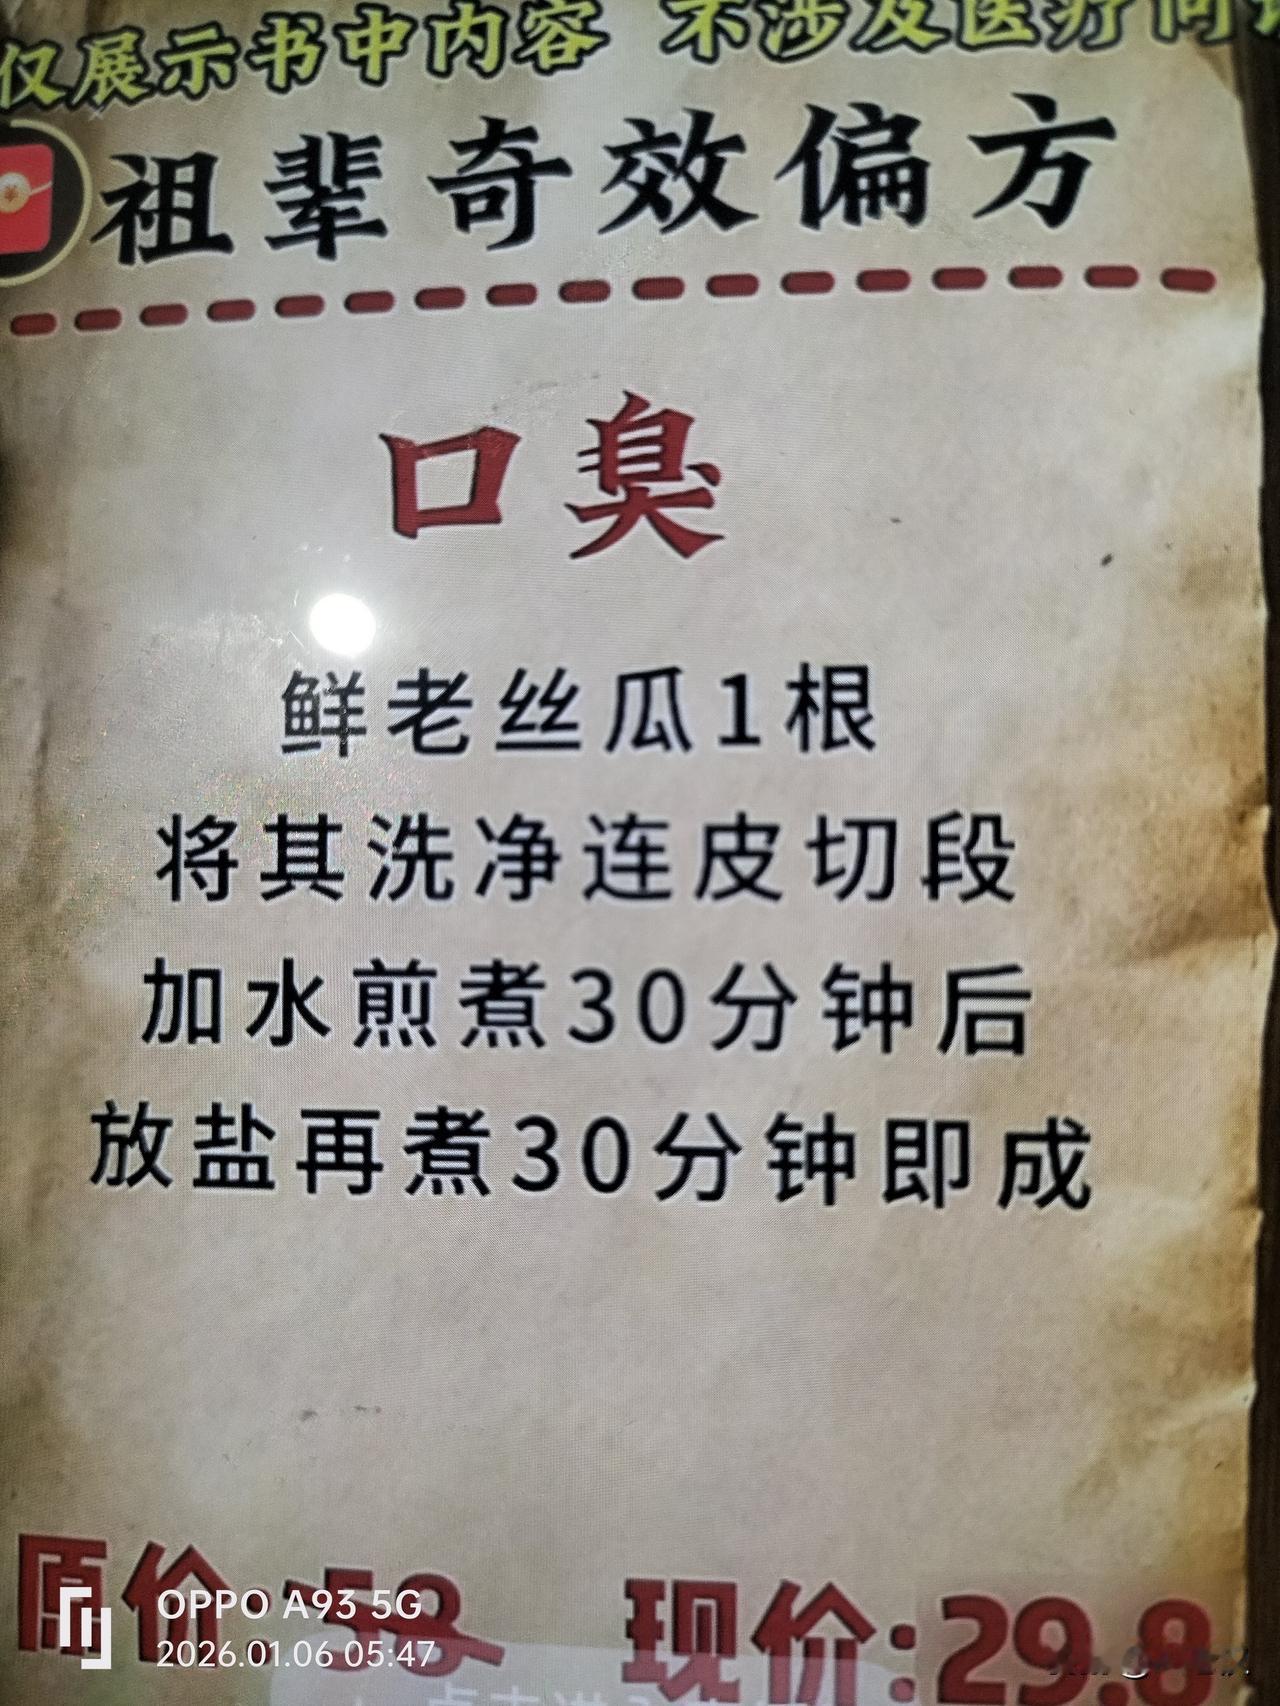 仅展示书中内容 不涉及医疗问
祖辈奇效偏方
口臭
鲜老丝瓜1根
将其洗净连皮切段
加水煎煮30分钟后
放盐再煮30分钟即成
原价:58 现价:29.8
OPPO A93 5G
2026.01.06 05:47